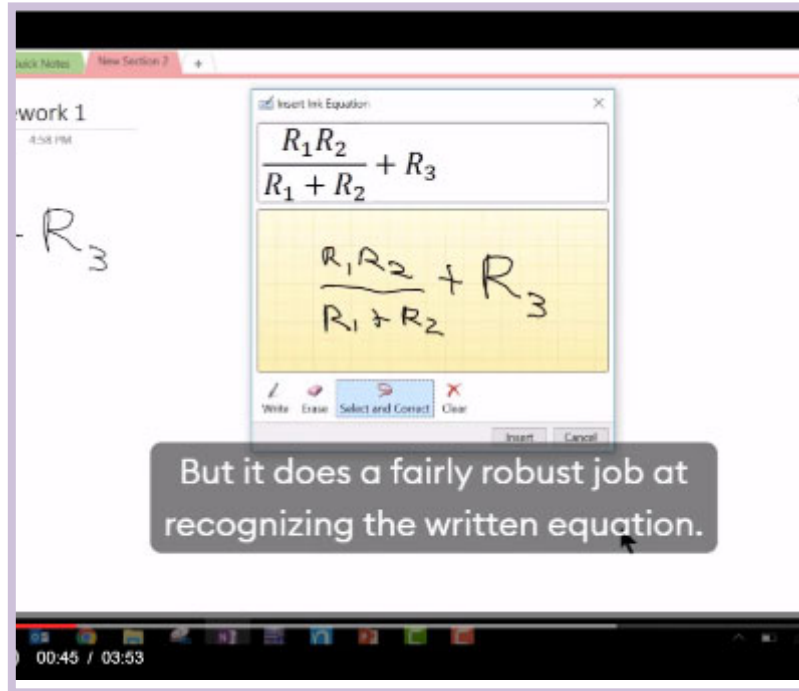 Quick Notes New Section 2 +
work 1
4:58 PM
- R3
Insert Ink Equation
R₁R₂
R₁ + R₂ + R₃
R₁R₂
R₁ + R₂ + R₃
Write Erase Select and Correct Clear
Insert Cancel
But it does a fairly robust job at
recognizing the written equation.
00:45 / 03:53